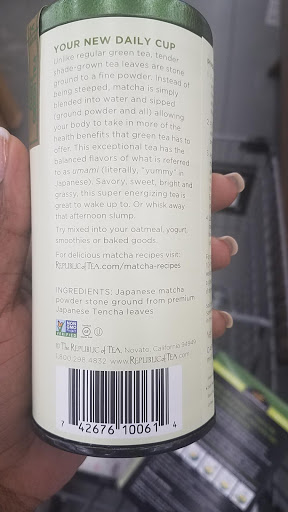 YOUR NEW DAILY CUP
Unlike regular green tea, tender
shade-grown tea leaves are stone
ground to a fine powder. Instead of
being steeped, matcha is simply
blended into water and sipped
(ground powder and all) allowing
your body to take in more of the
health benefits that green tea has to
offer. This exceptional tea has the
balanced flavors of what is referred
to as umami (literally, "yummy" in
Japanese). Savory, sweet, bright and
grassy, this super energizing tea is
great to wake up to. Or whisk away
that afternoon slump.
Try mixed into your oatmeal, yogurt,
smoothies or baked goods.
For delicious matcha recipes visit:
REPUBLIC of TEA.com/matcha-recipes
INGREDIENTS: Japanese matcha
powder stone ground from premium
Japanese Tencha leaves
© The REPUBLIC of TEA, Novato, California 94945
1.800.298.4832 www.REPUBLIC of TEA.com
7 42676 10061 4